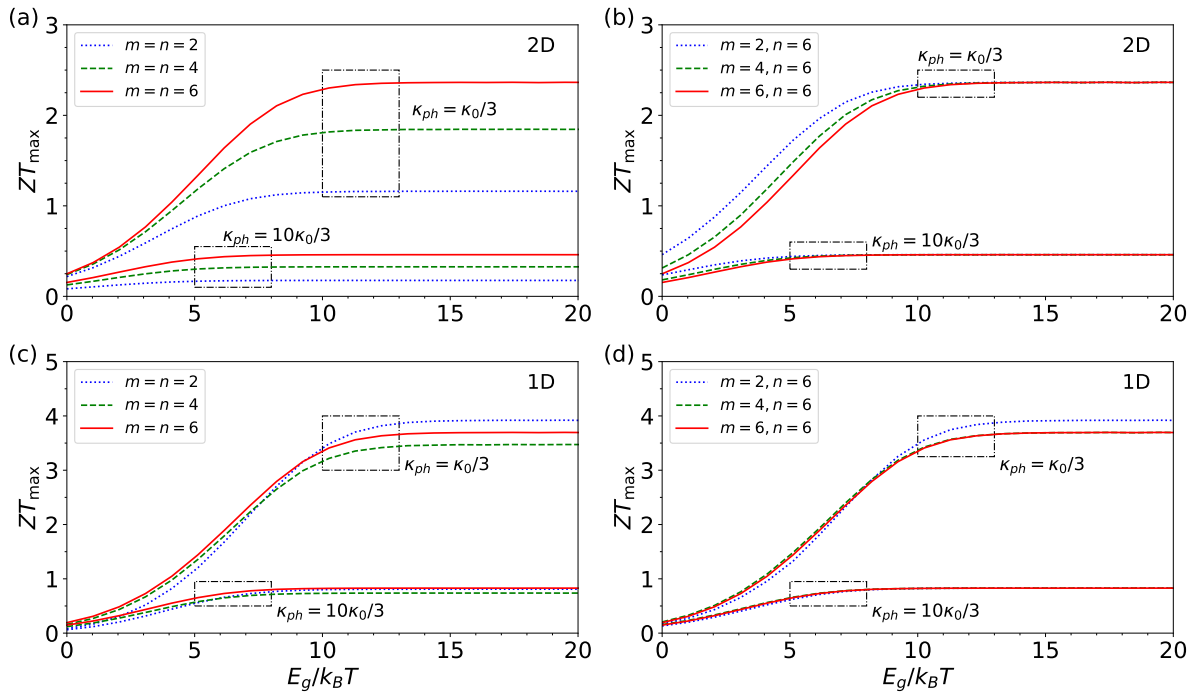 (a)
3
2
1
0
ZT_max
m = n = 2
m = n = 4
m = n = 6
2D
κ_ph = κ_0/3
κ_ph = 10κ_0/3
0 5 10 15 20
(b)
3
2
1
0
ZT_max
m = 2, n = 6
m = 4, n = 6
m = 6, n = 6
2D
κ_ph = κ_0/3
κ_ph = 10κ_0/3
0 5 10 15 20
(c)
5
4
3
2
1
0
ZT_max
m = n = 2
m = n = 4
m = n = 6
1D
κ_ph = κ_0/3
κ_ph = 10κ_0/3
0 5 10 15 20
E_g/k_BT
(d)
5
4
3
2
1
0
ZT_max
m = 2, n = 6
m = 4, n = 6
m = 6, n = 6
1D
κ_ph = κ_0/3
κ_ph = 10κ_0/3
0 5 10 15 20
E_g/k_BT